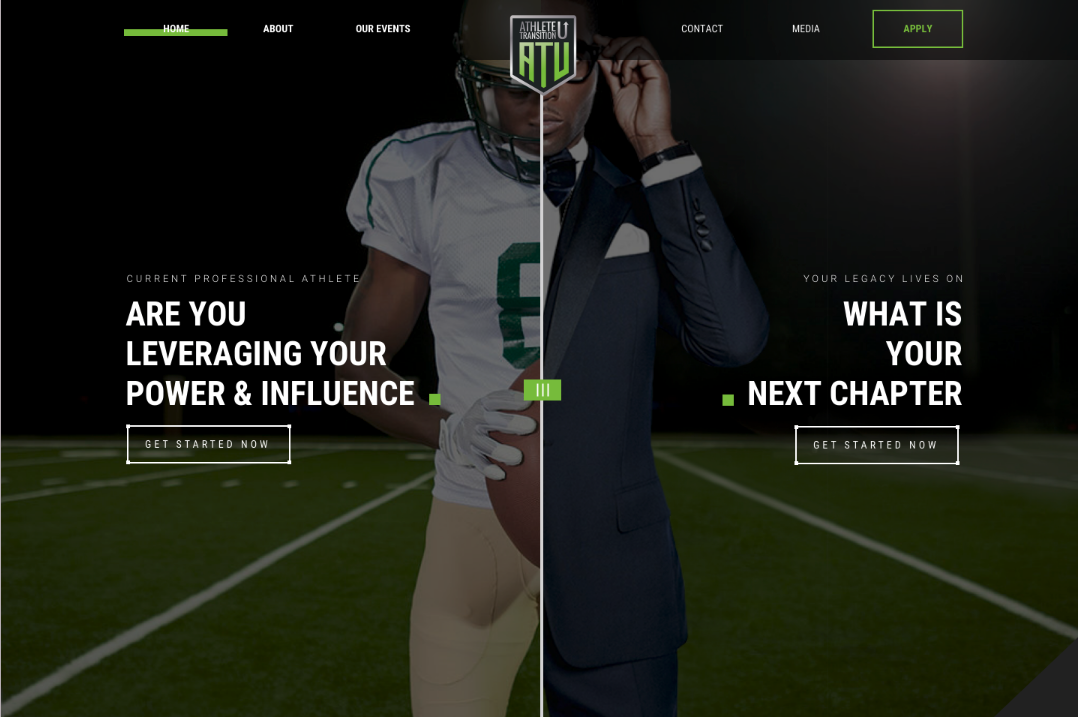 HOME
ABOUT
OUR EVENTS
ATHLETE
TRANSITION U
ATU
CONTACT
MEDIA
APPLY
CURRENT PROFESSIONAL ATHLETE
ARE YOU
LEVERAGING YOUR
POWER & INFLUENCE
GET STARTED NOW
8
YOUR LEGACY LIVES ON
WHAT IS
YOUR
NEXT CHAPTER
GET STARTED NOW